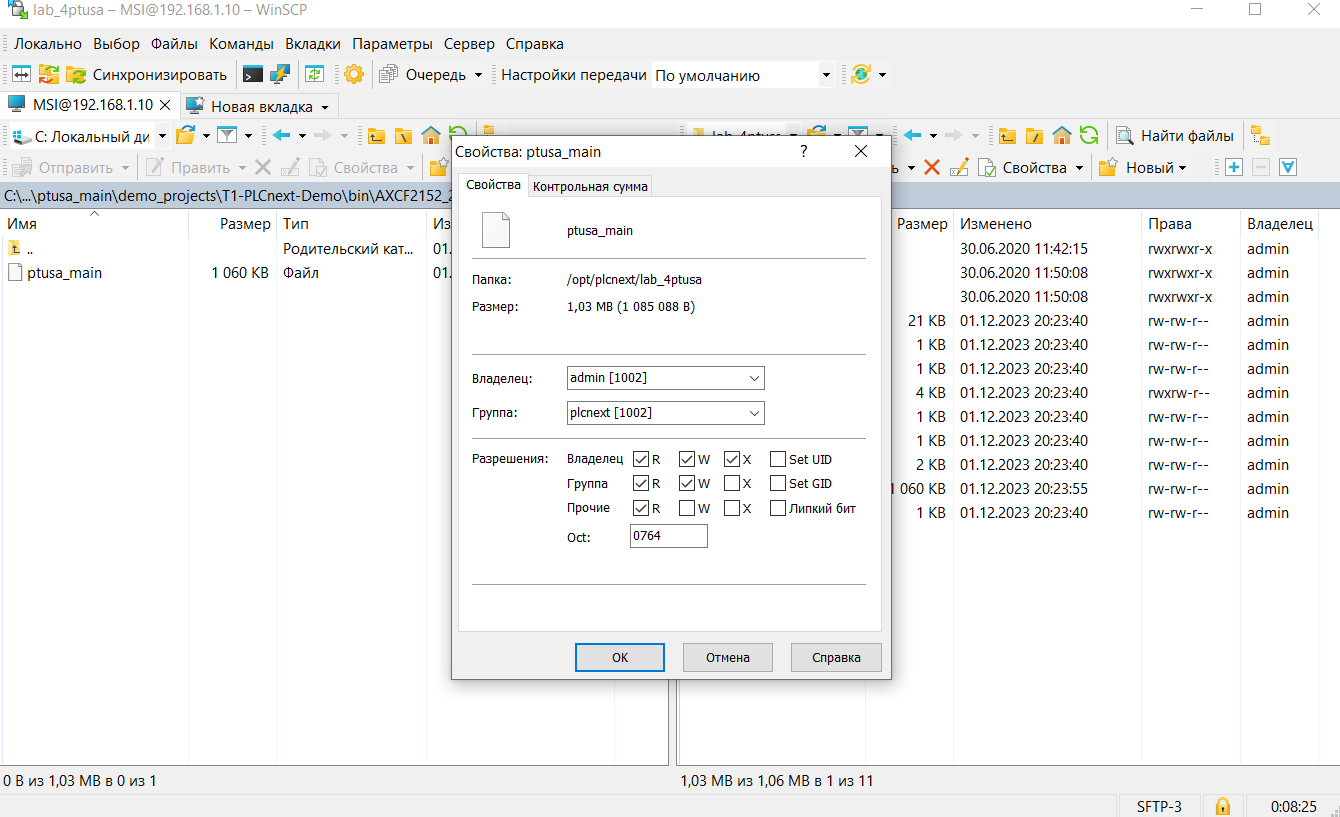 lab_4ptusa – MSI@192.168.1.10 – WinSCP
Локально Выбор Файлы Команды Вкладки Параметры Сервер Справка
Синхронизировать Очередь Настройки передачи По умолчанию
MSI@192.168.1.10 Новая вкладка
C: Локальный ди Найти файлы
Отправить Править Свойства Свойства Новый
C:\...\ptusa_main\demo_projects\T1-PLCnext-Demo\bin\AXCF2152_2
Имя Размер Тип Из
.. Родительский кат... 01.
ptusa_main 1 060 KB Файл 01.
Свойства: ptusa_main ?
Свойства Контрольная сумма
ptusa_main
Папка: /opt/plcnext/lab_4ptusa
Размер: 1,03 MB (1 085 088 B)
Владелец: admin [1002]
Группа: plcnext [1002]
Разрешения: Владелец R W X Set UID
Группа R W X Set GID
Прочие R W X Липкий бит
Oct: 0764
OK Отмена Справка
Размер Изменено Права Владелец
30.06.2020 11:42:15 rwxrwxr-x admin
30.06.2020 11:50:08 rwxrwxr-x admin
30.06.2020 11:50:08 rwxrwxr-x admin
21 KB 01.12.2023 20:23:40 rw-rw-r-- admin
1 KB 01.12.2023 20:23:40 rw-rw-r-- admin
1 KB 01.12.2023 20:23:40 rw-rw-r-- admin
4 KB 01.12.2023 20:23:40 rwxrw-r-- admin
1 KB 01.12.2023 20:23:40 rw-rw-r-- admin
1 KB 01.12.2023 20:23:40 rw-rw-r-- admin
2 KB 01.12.2023 20:23:40 rw-rw-r-- admin
1 060 KB 01.12.2023 20:23:55 rw-rw-r-- admin
1 KB 01.12.2023 20:23:40 rw-rw-r-- admin
0 B из 1,03 MB в 0 из 1
1,03 MB из 1,06 MB в 1 из 11
SFTP-3 0:08:25